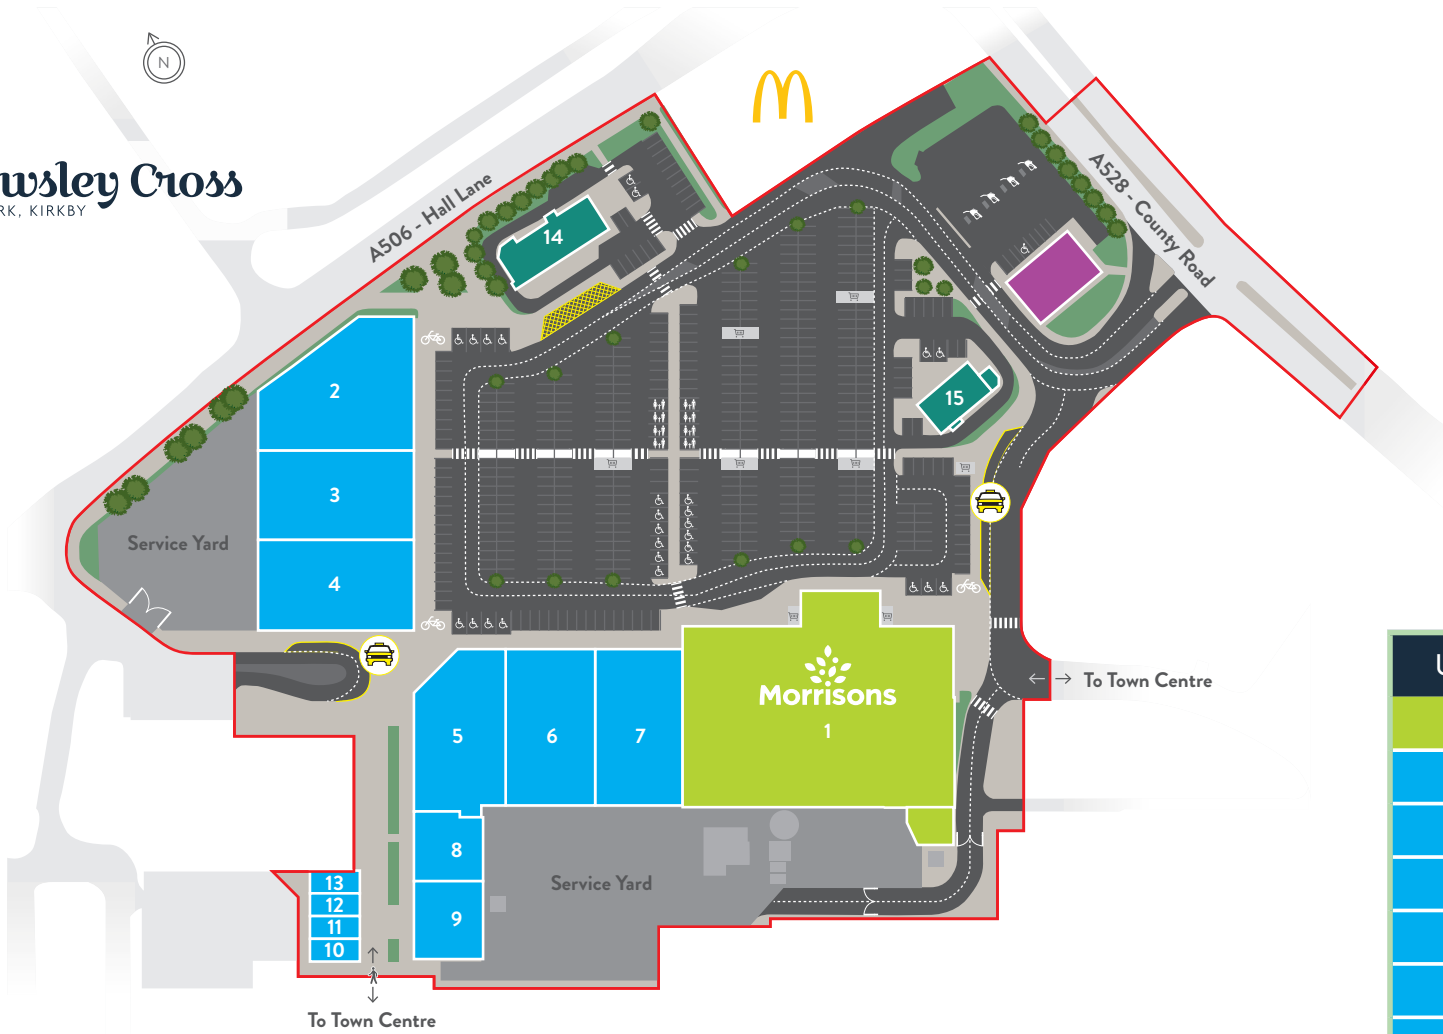 N
wsley Cross
RK, KIRKBY
A506 - Hall Lane
A528 - County Road
14
2
15
3
Service Yard
4
To Town Centre
Morrisons
1
5
6
7
8
Service Yard
13
12
11
10
9
To Town Centre